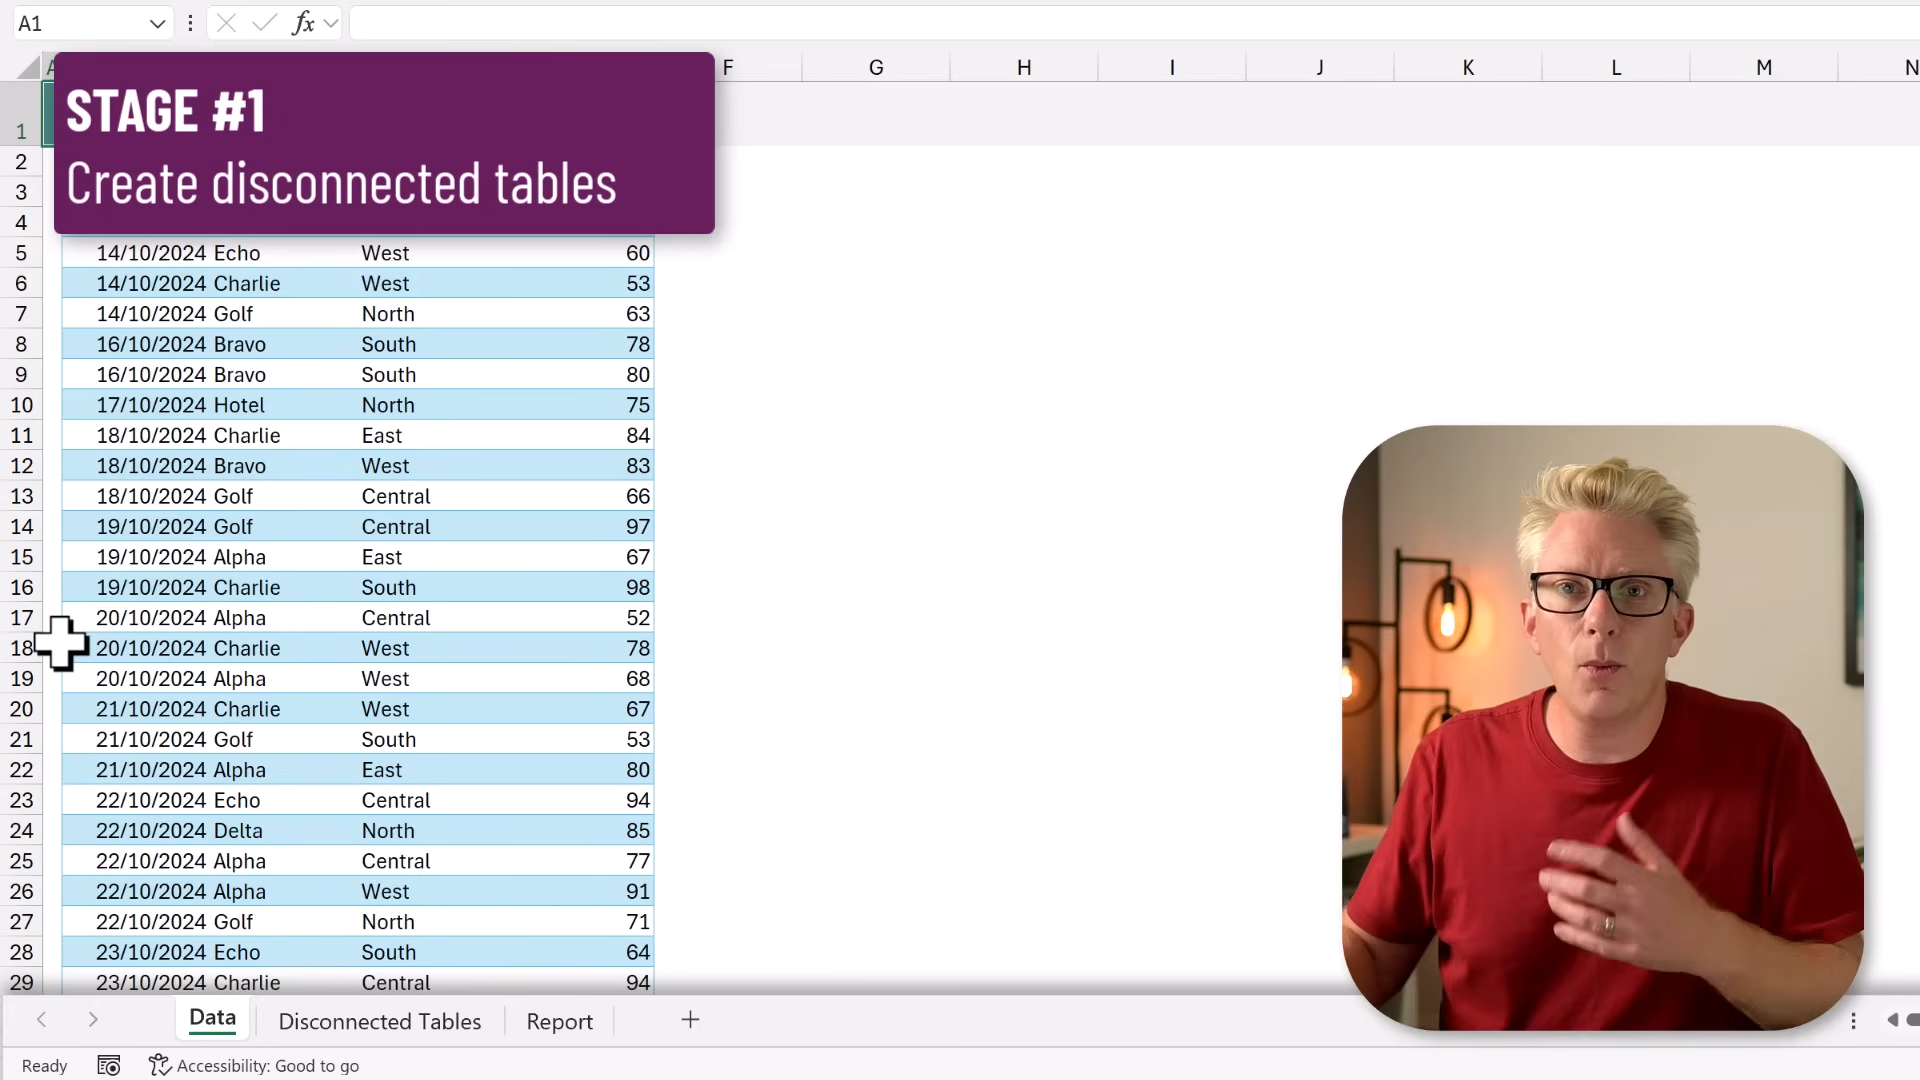 A1
fx
A F G H I J K L M N
STAGE #1
Create disconnected tables
1
2
3
4
5 14/10/2024 Echo West 60
6 14/10/2024 Charlie West 53
7 14/10/2024 Golf North 63
8 16/10/2024 Bravo South 78
9 16/10/2024 Bravo South 80
10 17/10/2024 Hotel North 75
11 18/10/2024 Charlie East 84
12 18/10/2024 Bravo West 83
13 18/10/2024 Golf Central 66
14 19/10/2024 Golf Central 97
15 19/10/2024 Alpha East 67
16 19/10/2024 Charlie South 98
17 20/10/2024 Alpha Central 52
18 20/10/2024 Charlie West 78
19 20/10/2024 Alpha West 68
20 21/10/2024 Charlie West 67
21 21/10/2024 Golf South 53
22 21/10/2024 Alpha East 80
23 22/10/2024 Echo Central 94
24 22/10/2024 Delta North 85
25 22/10/2024 Alpha Central 77
26 22/10/2024 Alpha West 91
27 22/10/2024 Golf North 71
28 23/10/2024 Echo South 64
29 23/10/2024 Charlie Central 94
Data Disconnected Tables Report
Ready Accessibility: Good to go